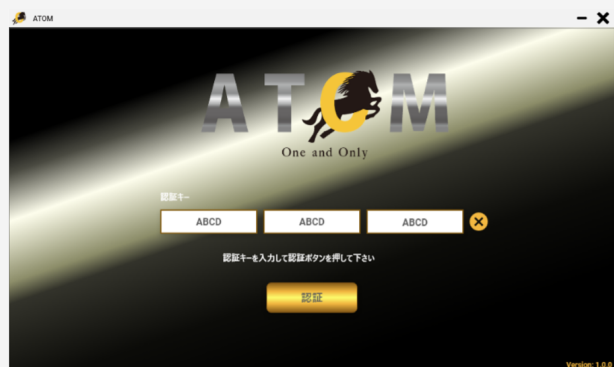 ATOM
ATOM
One and Only
認証キー
ABCD ABCD ABCD
認証キーを入力して認証ボタンを押して下さい
認証
Version: 1.0.0